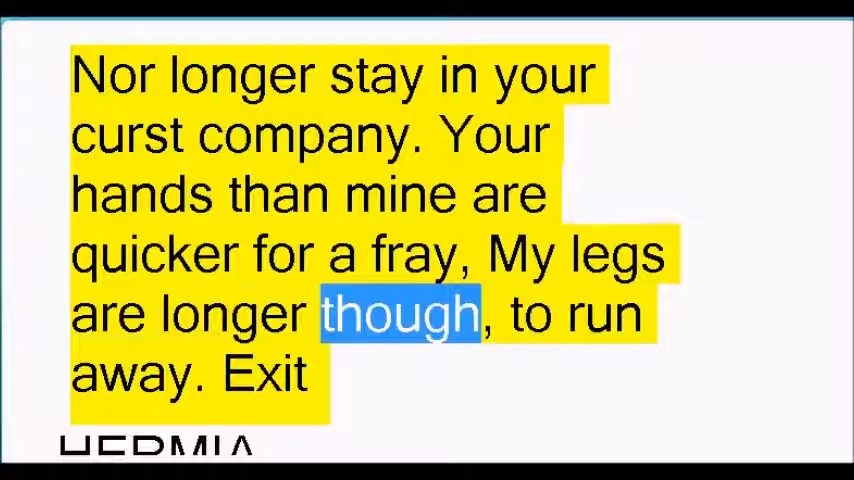 Nor longer stay in your
curst company. Your
hands than mine are
quicker for a fray, My legs
are longer though, to run
away. Exit
HERMIA